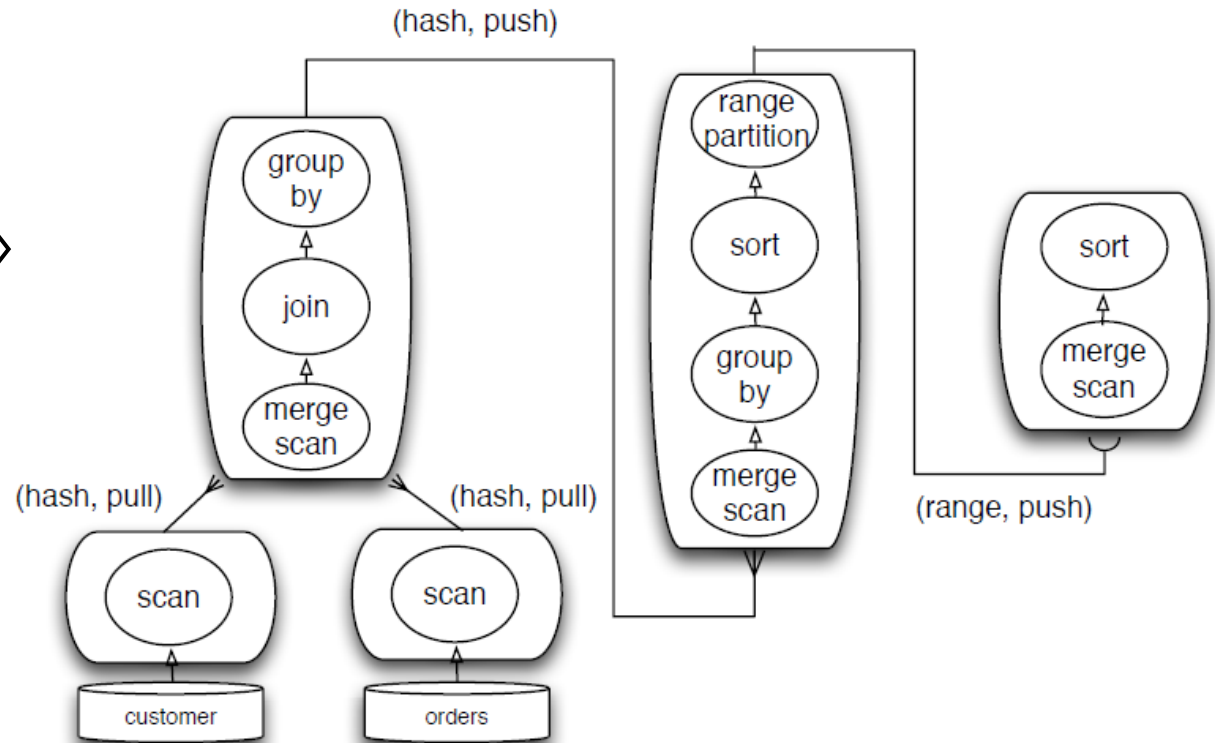 (hash, push)
group
by
join
merge
scan
(hash, pull)
(hash, pull)
scan
scan
customer
orders
range
partition
sort
group
by
merge
scan
sort
merge
scan
(range, push)